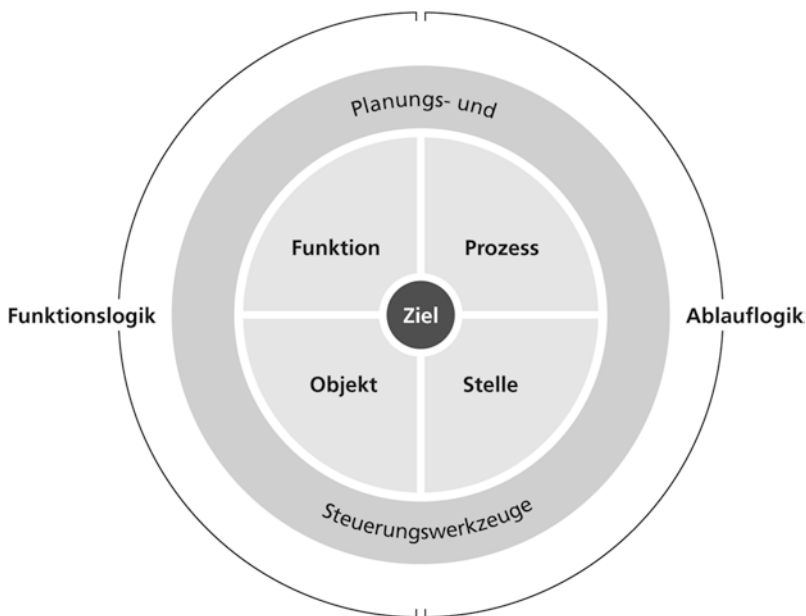 Planungs- und
Funktion
Prozess
Funktionslogik
Ziel
Ablauflogik
Objekt
Stelle
Steuerungswerkzeuge